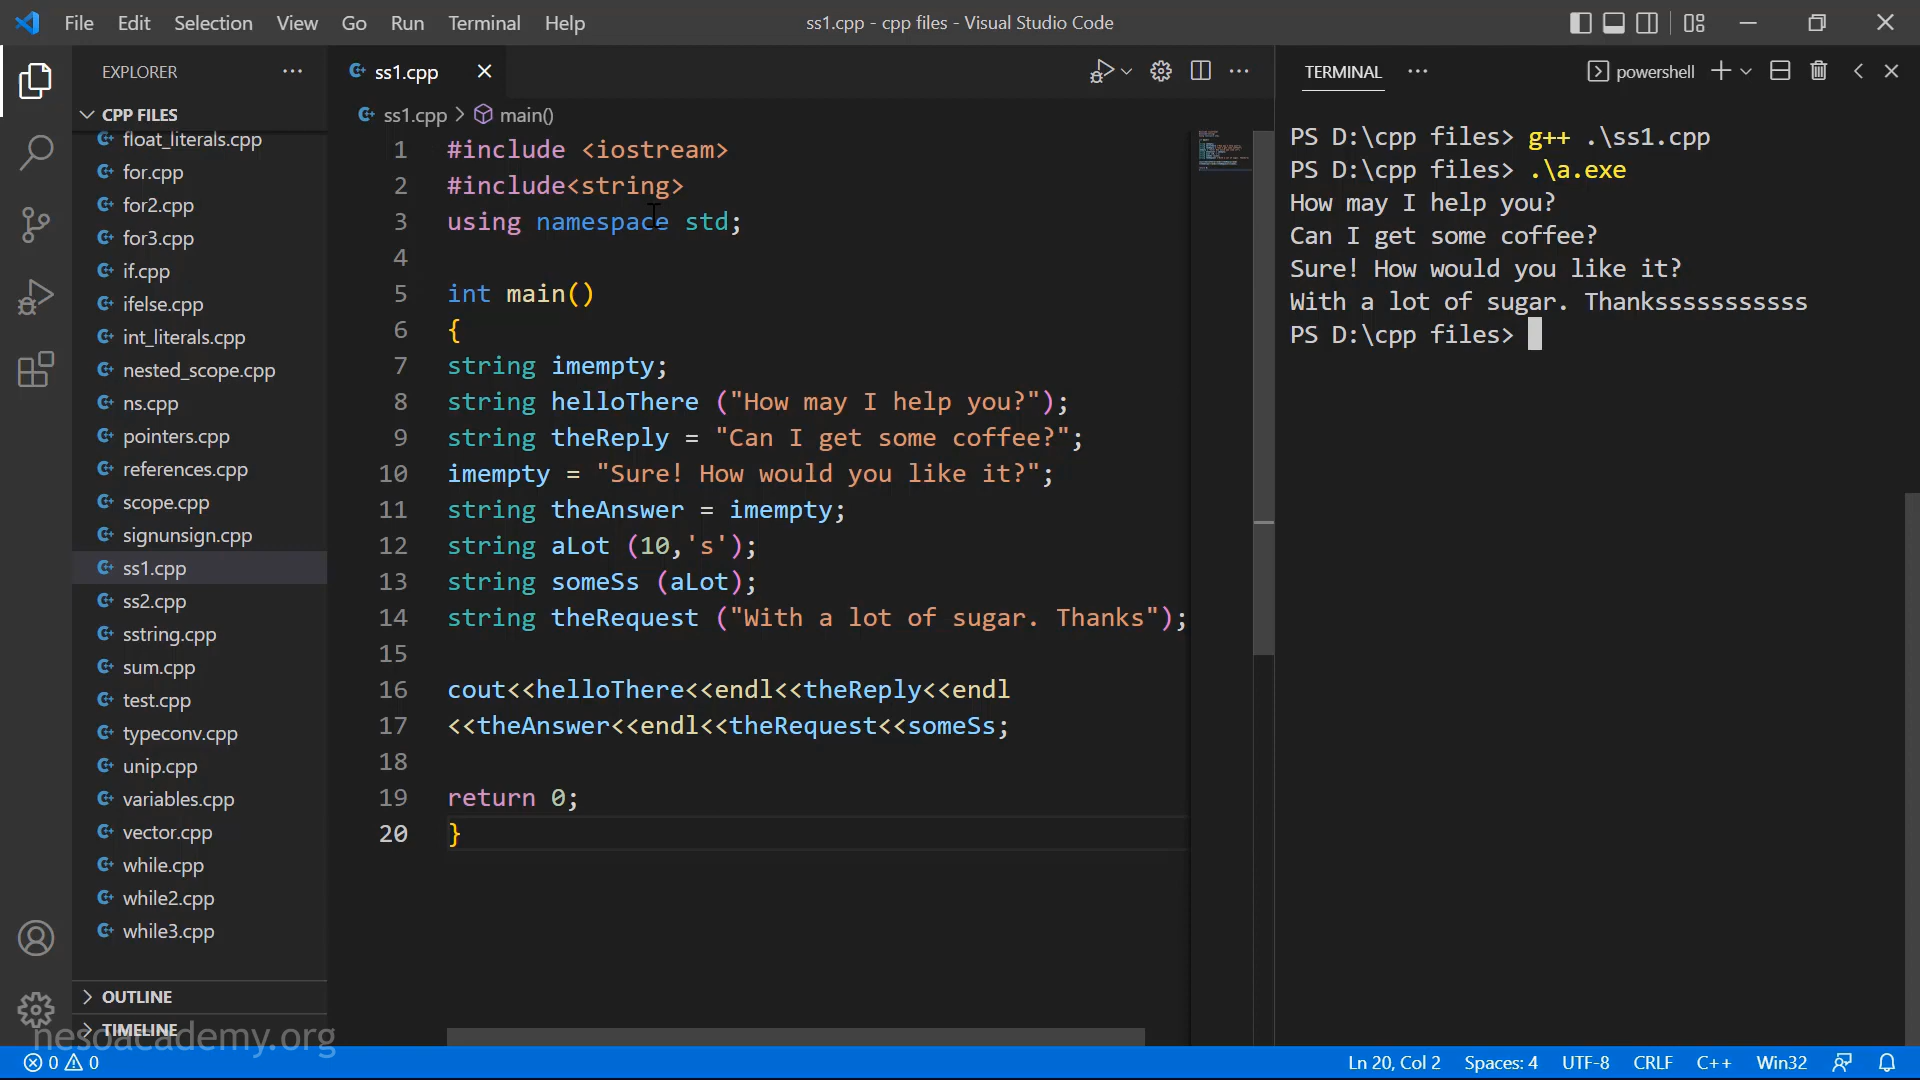 File Edit Selection View Go Run Terminal Help
ss1.cpp - cpp files - Visual Studio Code
EXPLORER
CPP FILES
float_literals.cpp
for.cpp
for2.cpp
for3.cpp
if.cpp
ifelse.cpp
int_literals.cpp
nested_scope.cpp
ns.cpp
pointers.cpp
references.cpp
scope.cpp
signunsign.cpp
ss1.cpp
ss2.cpp
sstring.cpp
sum.cpp
test.cpp
typeconv.cpp
unip.cpp
variables.cpp
vector.cpp
while.cpp
while2.cpp
while3.cpp
OUTLINE
TIMELINE
nesoacademy.org
ss1.cpp
ss1.cpp > main()
1 #include <iostream>
2 #include<string>
3 using namespace std;
4
5 int main()
6 {
7 string imempty;
8 string helloThere ("How may I help you?");
9 string theReply = "Can I get some coffee?";
10 imempty = "Sure! How would you like it?";
11 string theAnswer = imempty;
12 string aLot (10,'s');
13 string someSs (aLot);
14 string theRequest ("With a lot of sugar. Thanks");
15
16 cout<<helloThere<<endl<<theReply<<endl
17 <<theAnswer<<endl<<theRequest<<someSs;
18
19 return 0;
20 }
TERMINAL
powershell
PS D:\cpp files> g++ .\ss1.cpp
PS D:\cpp files> .\a.exe
How may I help you?
Can I get some coffee?
Sure! How would you like it?
With a lot of sugar. Thanksssssssssss
PS D:\cpp files>
0 0
Ln 20, Col 2 Spaces: 4 UTF-8 CRLF C++ Win32